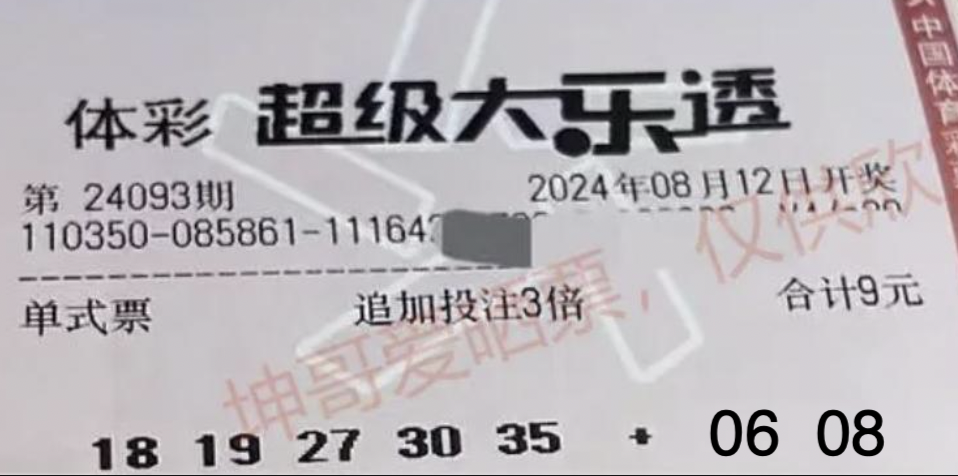 体彩 超级大乐透
第 24093期 2024年08月12日开奖
110350-085861-11164
单式票 追加投注3倍 合计9元
18 19 27 30 35 + 06 08
中国体育
坤哥爱晒票，仅供欣